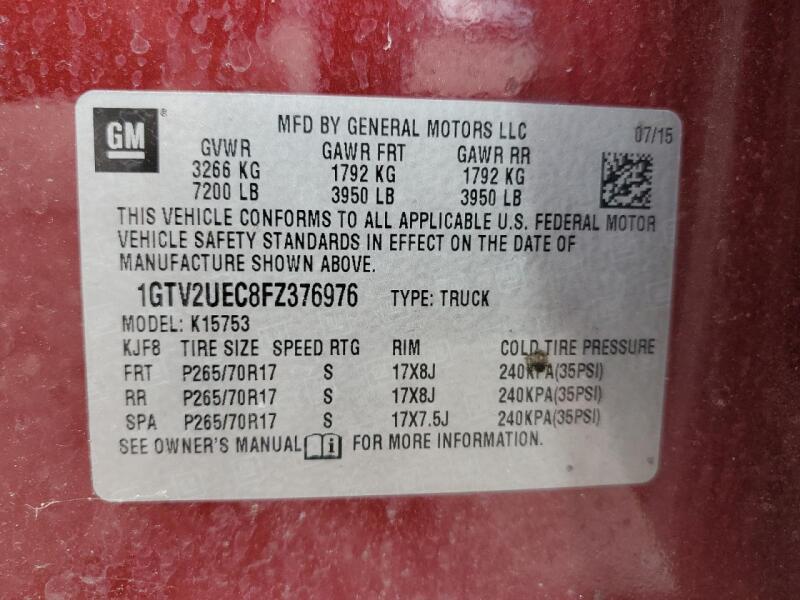 GM
MFD BY GENERAL MOTORS LLC 07/15
GVWR GAWR FRT GAWR RR
3266 KG 1792 KG 1792 KG
7200 LB 3950 LB 3950 LB
THIS VEHICLE CONFORMS TO ALL APPLICABLE U.S. FEDERAL MOTOR
VEHICLE SAFETY STANDARDS IN EFFECT ON THE DATE OF
MANUFACTURE SHOWN ABOVE.
1GTV2UEC8FZ376976 TYPE: TRUCK
MODEL: K15753
KJF8 TIRE SIZE SPEED RTG RIM COLD TIRE PRESSURE
FRT P265/70R17 S 17X8J 240KPA(35PSI)
RR P265/70R17 S 17X8J 240KPA(35PSI)
SPA P265/70R17 S 17X7.5J 240KPA(35PSI)
SEE OWNER'S MANUAL FOR MORE INFORMATION.